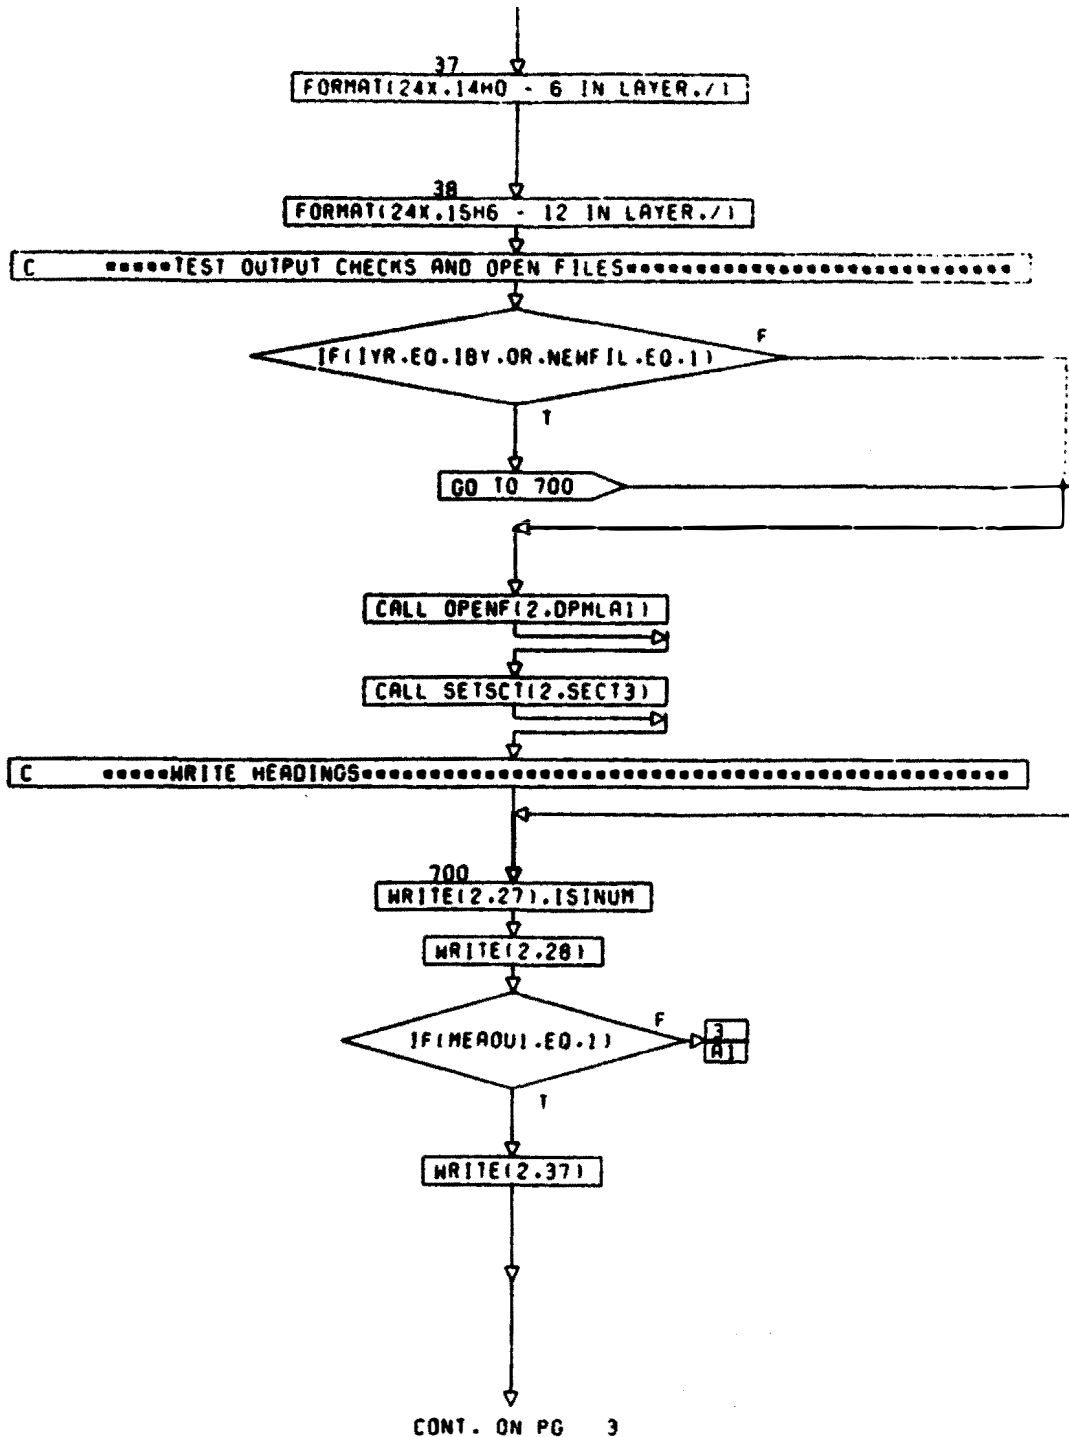 37
FORMAT(24X.14H0 - 6 IN LAYER./)
38
FORMAT(24X.15H6 - 12 IN LAYER./)
C *****TEST OUTPUT CHECKS AND OPEN FILES*****************************
F
IF(IYR.EQ.IBY.OR.NEWFIL.EQ.1)
T
GO TO 700
CALL OPENF(2.DPMLA1)
CALL SETSCT(2.SECT3)
C *****WRITE HEADINGS************************************************
700
WRITE(2.27).ISINUM
WRITE(2.28)
F
IF(MEAOU1.EQ.1)
3
A1
T
WRITE(2.37)
CONT. ON PG 3